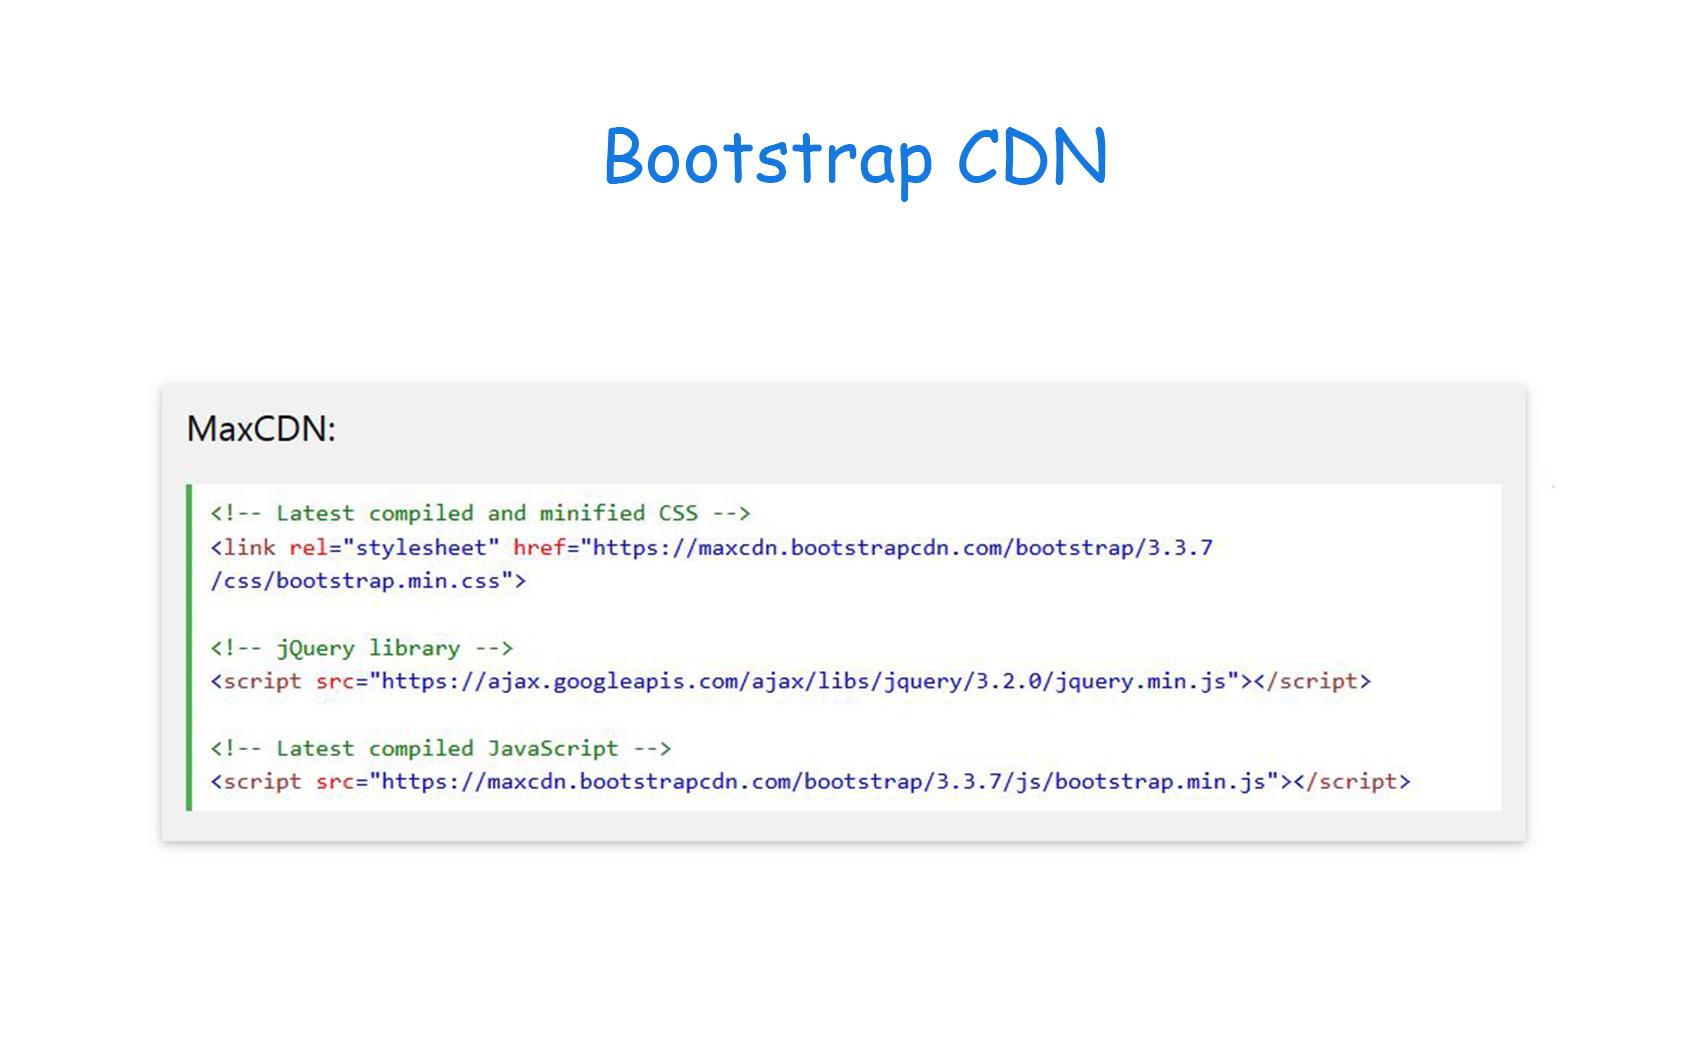 Bootstrap CDN
MaxCDN:
<!-- Latest compiled and minified CSS -->
<link rel="stylesheet" href="https://maxcdn.bootstrapcdn.com/bootstrap/3.3.7
/css/bootstrap.min.css">
<!-- jQuery library -->
<script src="https://ajax.googleapis.com/ajax/libs/jquery/3.2.0/jquery.min.js"></script>
<!-- Latest compiled JavaScript -->
<script src="https://maxcdn.bootstrapcdn.com/bootstrap/3.3.7/js/bootstrap.min.js"></script>